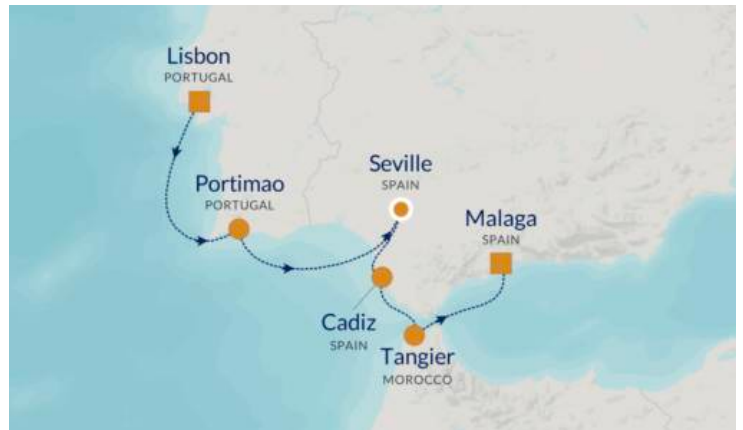 Lisbon
PORTUGAL
Portimao
PORTUGAL
Seville
SPAIN
Malaga
SPAIN
Cadiz
SPAIN
Tangier
MOROCCO